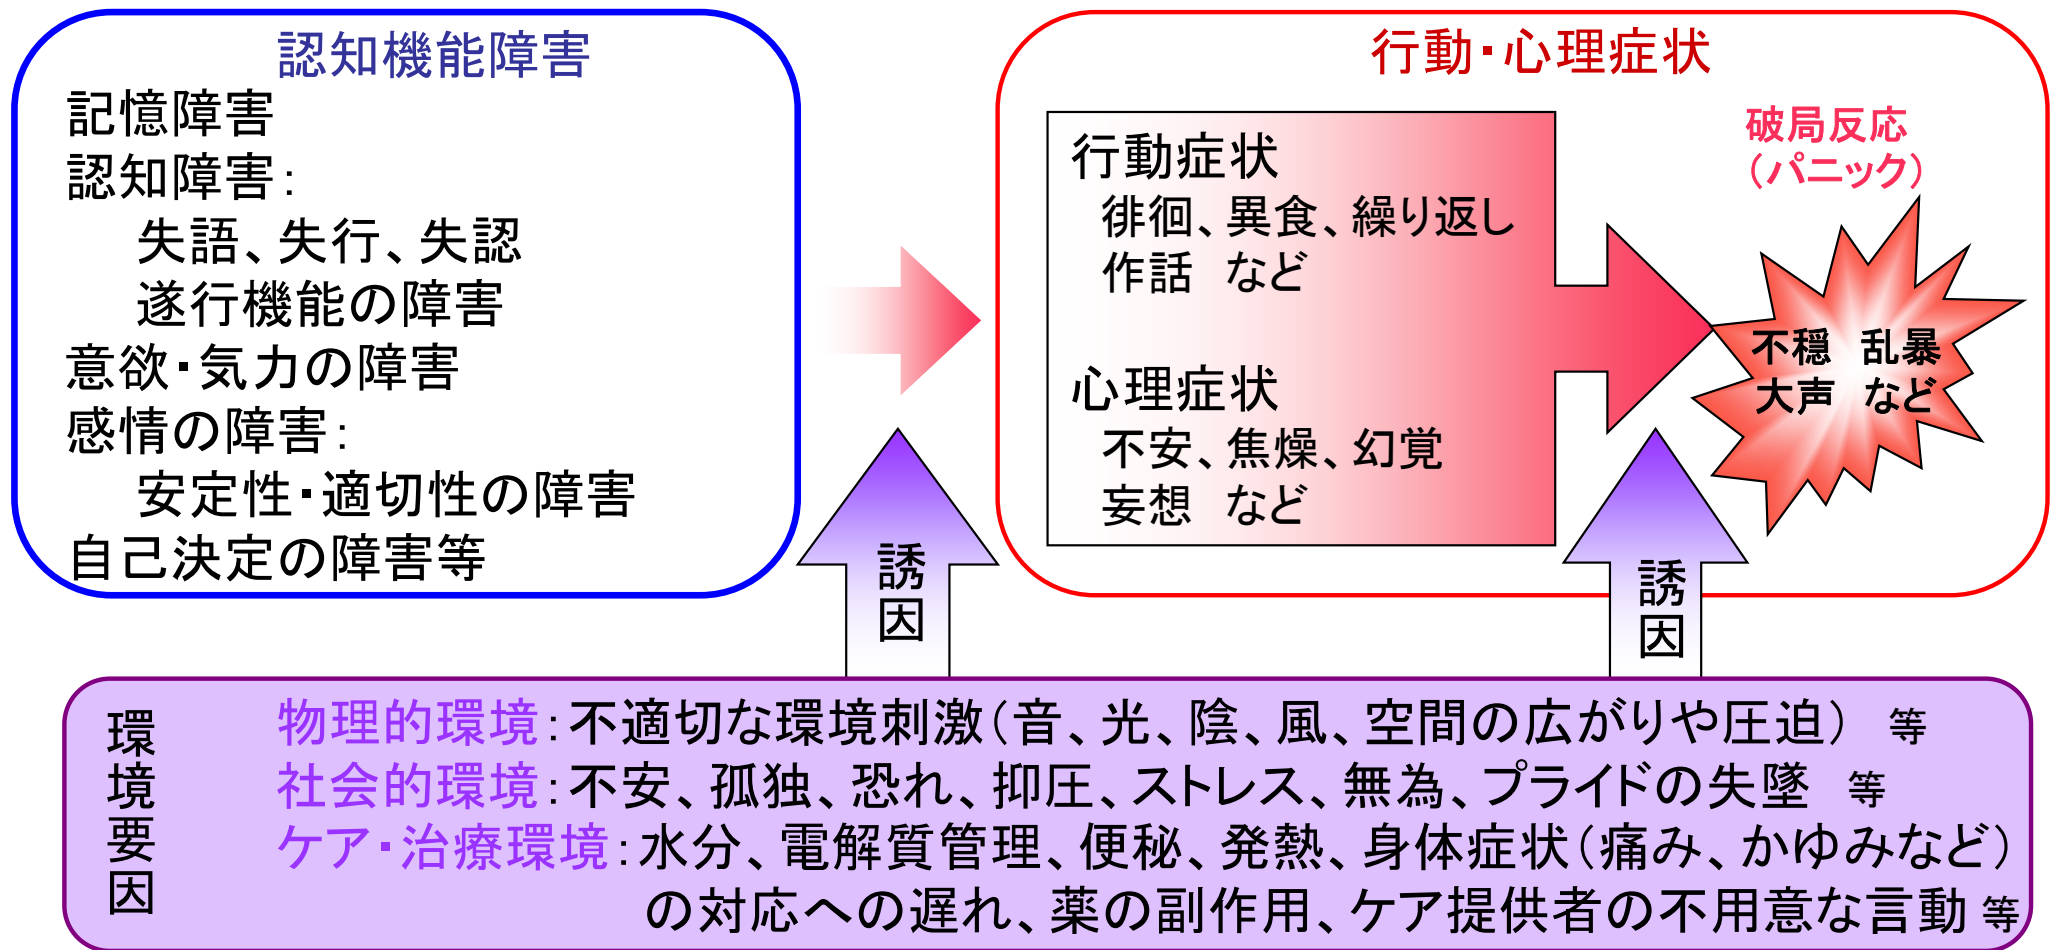 認知機能障害
記憶障害
認知障害：
失語、失行、失認
遂行機能の障害
意欲・気力の障害
感情の障害：
安定性・適切性の障害
自己決定の障害等
行動・心理症状
行動症状
徘徊、異食、繰り返し
作話　など
心理症状
不安、焦燥、幻覚
妄想　など
破局反応
（パニック）
不穏　乱暴
大声　など
誘因
誘因
環境要因
物理的環境：不適切な環境刺激（音、光、陰、風、空間の広がりや圧迫）　等
社会的環境：不安、孤独、恐れ、抑圧、ストレス、無為、プライドの失墜　等
ケア・治療環境：水分、電解質管理、便秘、発熱、身体症状（痛み、かゆみなど）
の対応への遅れ、薬の副作用、ケア提供者の不用意な言動 等